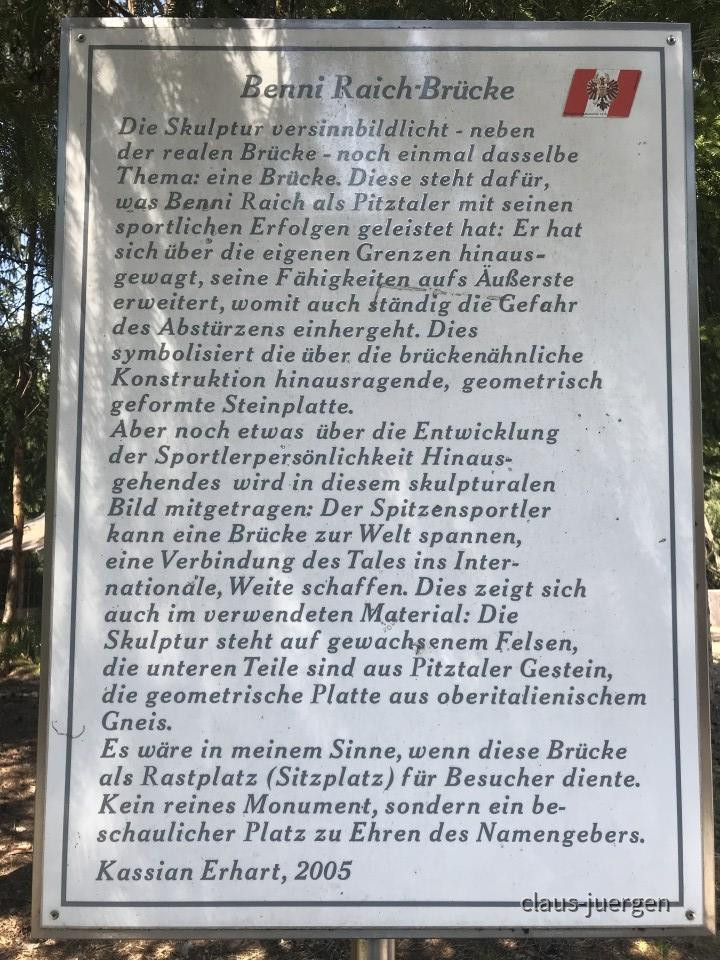 Benni Raich-Brücke
Die Skulptur versinnbildlicht - neben
der realen Brücke - noch einmal dasselbe
Thema: eine Brücke. Diese steht dafür,
was Benni Raich als Pitztaler mit seinen
sportlichen Erfolgen geleistet hat: Er hat
sich über die eigenen Grenzen hinaus-
gewagt, seine Fähigkeiten aufs Äußerste
erweitert, womit auch ständig die Gefahr
des Abstürzens einhergeht. Dies
symbolisiert die über die brückenähnliche
Konstruktion hinausragende, geometrisch
geformte Steinplatte.
Aber noch etwas über die Entwicklung
der Sportlerpersönlichkeit Hinaus-
gehendes wird in diesem skulpturalen
Bild mitgetragen: Der Spitzensportler
kann eine Brücke zur Welt spannen,
eine Verbindung des Tales ins Inter-
nationale, Weite schaffen. Dies zeigt sich
auch im verwendeten Material: Die
Skulptur steht auf gewachsenem Felsen,
die unteren Teile sind aus Pitztaler Gestein,
die geometrische Platte aus oberitalienischem
Gneis.
Es wäre in meinem Sinne, wenn diese Brücke
als Rastplatz (Sitzplatz) für Besucher diente.
Kein reines Monument, sondern ein be-
schaulicher Platz zu Ehren des Namengebers.
Kassian Erhart, 2005
claus-juergen